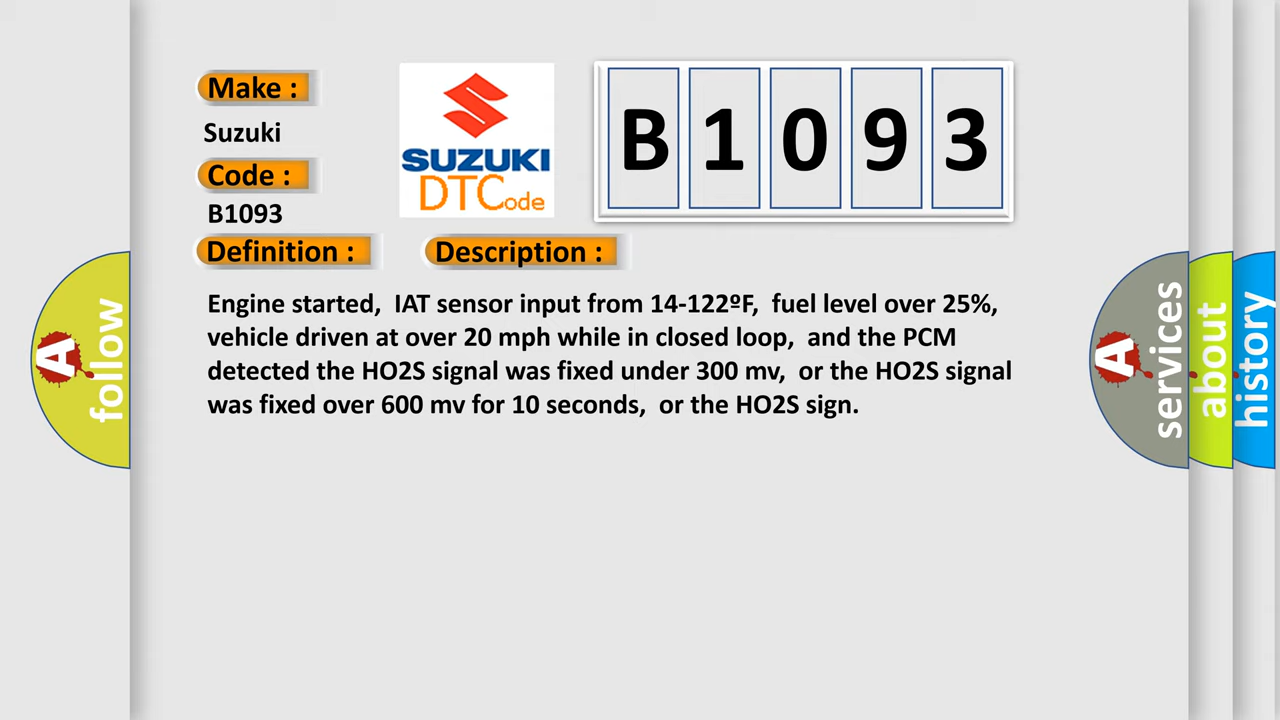 Make :
Suzuki
Code :
B1093
SUZUKI
DTCode
B 1 0 9 3
Definition :
Description :
Engine started, IAT sensor input from 14-122ºF, fuel level over 25%,
vehicle driven at over 20 mph while in closed loop, and the PCM
detected the HO2S signal was fixed under 300 mv, or the HO2S signal
was fixed over 600 mv for 10 seconds, or the HO2S sign.
A follow
A services
about
history